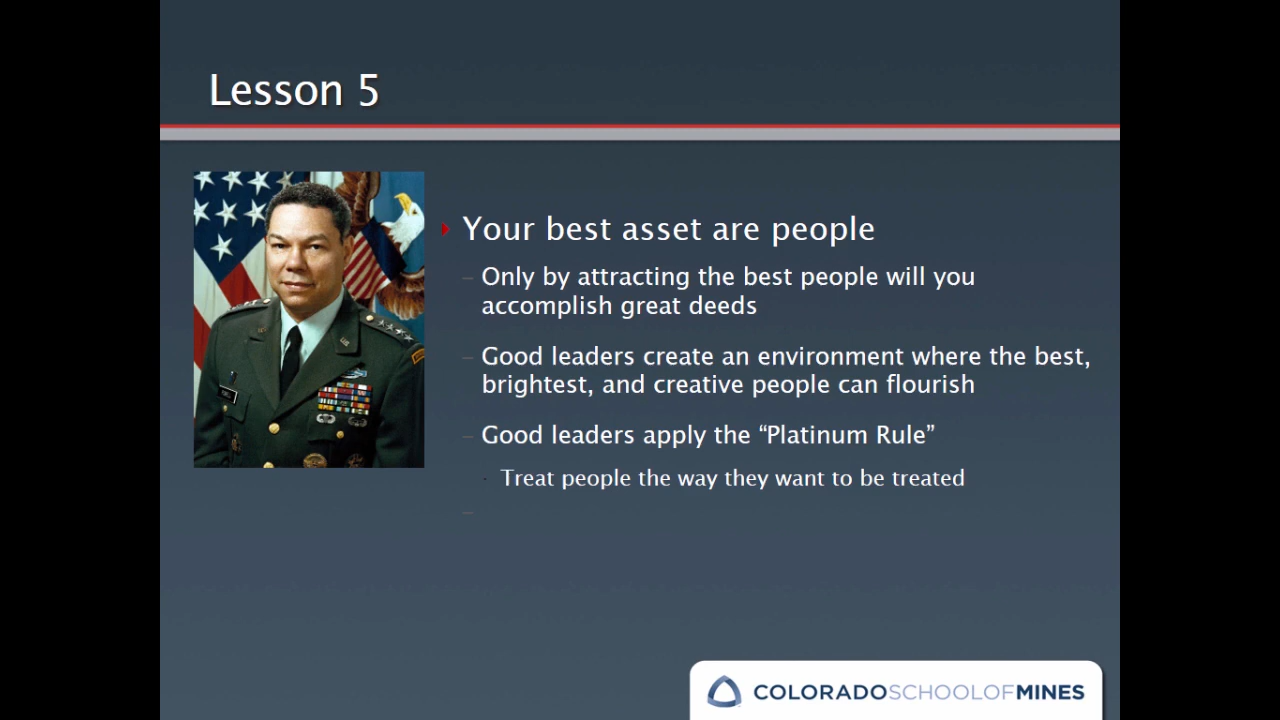 Lesson 5
Your best asset are people
Only by attracting the best people will you
accomplish great deeds
Good leaders create an environment where the best,
brightest, and creative people can flourish
Good leaders apply the “Platinum Rule”
Treat people the way they want to be treated
COLORADOSCHOOLOFMINES